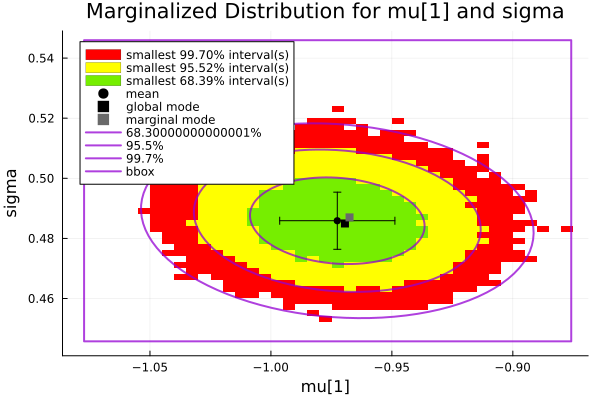 Marginalized Distribution for mu[1] and sigma
0.54
0.52
0.50
0.48
0.46
sigma
smallest 99.70% interval(s)
smallest 95.52% interval(s)
smallest 68.39% interval(s)
mean
global mode
marginal mode
68.30000000000001%
95.5%
99.7%
bbox
−1.05
−1.00
−0.95
−0.90
mu[1]